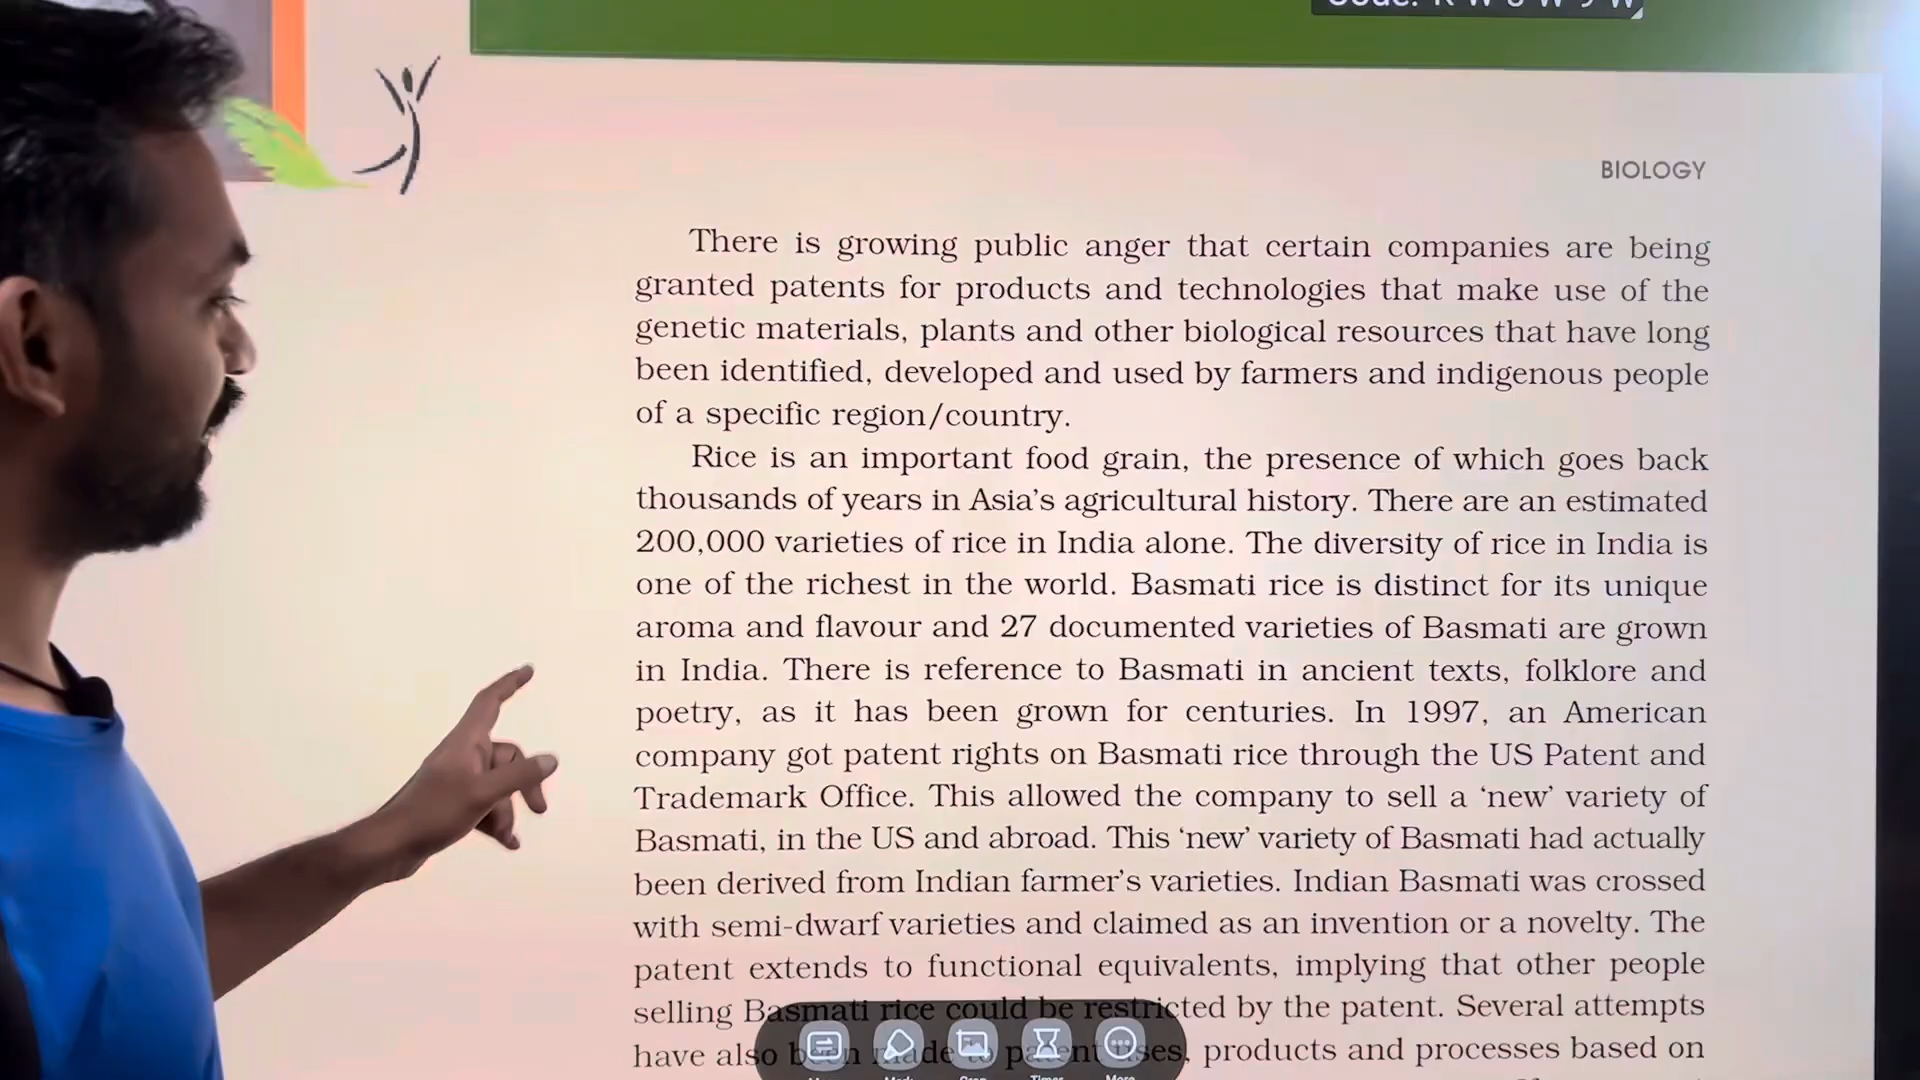 BIOLOGY
There is growing public anger that certain companies are being
granted patents for products and technologies that make use of the
genetic materials, plants and other biological resources that have long
been identified, developed and used by farmers and indigenous people
of a specific region/country.
Rice is an important food grain, the presence of which goes back
thousands of years in Asia's agricultural history. There are an estimated
200,000 varieties of rice in India alone. The diversity of rice in India is
one of the richest in the world. Basmati rice is distinct for its unique
aroma and flavour and 27 documented varieties of Basmati are grown
in India. There is reference to Basmati in ancient texts, folklore and
poetry, as it has been grown for centuries. In 1997, an American
company got patent rights on Basmati rice through the US Patent and
Trademark Office. This allowed the company to sell a 'new' variety of
Basmati, in the US and abroad. This 'new' variety of Basmati had actually
been derived from Indian farmer's varieties. Indian Basmati was crossed
with semi-dwarf varieties and claimed as an invention or a novelty. The
patent extends to functional equivalents, implying that other people
selling Basmati rice could be restricted by the patent. Several attempts
have also been made to patent uses, products and processes based on